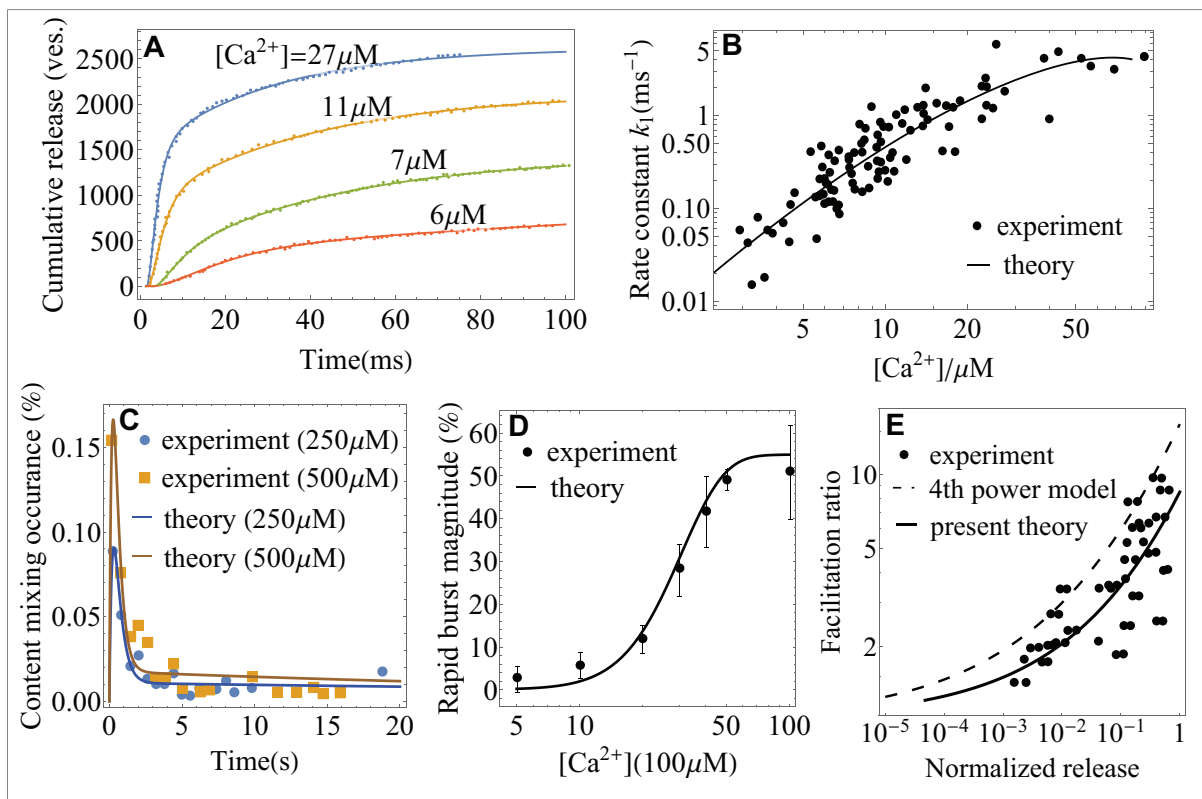 A
[Ca2+]=27μM
11μM
7μM
6μM
2500
2000
1500
1000
500
0
0 20 40 60 80 100
Time(ms)
Cumulative release (ves.)
B
5
1
0.50
0.10
0.05
0.01
5 10 20 50
[Ca2+]/μM
Rate constant k1(ms−1)
experiment
theory
C
experiment (250μM)
experiment (500μM)
theory (250μM)
theory (500μM)
0.15
0.10
0.05
0.00
0 5 10 15 20
Time(s)
Content mixing occurance (%)
D
experiment
theory
60
50
40
30
20
10
0
5 10 50 100
[Ca2+](100μM)
Rapid burst magnitude (%)
E
experiment
4th power model
present theory
10
5
2
10−5 10−4 10−3 10−2 10−1 1
Normalized release
Facilitation ratio